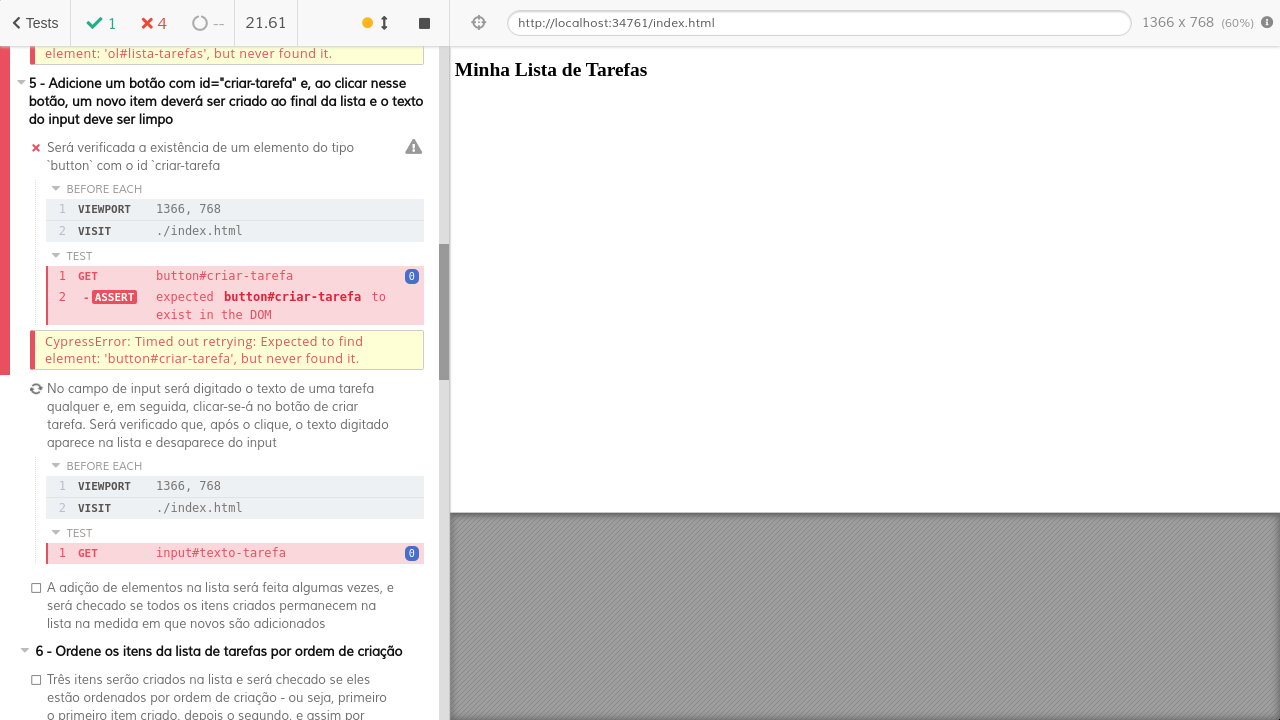 Tests
1
4
--
21.61
http://localhost:34761/index.html
1366 x 768 (60%)
element: 'ol#lista-tarefas', but never found it.
5 - Adicione um botão com id="criar-tarefa" e, ao clicar nesse
botão, um novo item deverá ser criado ao final da lista e o texto
do input deve ser limpo
Será verificada a existência de um elemento do tipo
`button` com o id `criar-tarefa
BEFORE EACH
1 VIEWPORT 1366, 768
2 VISIT ./index.html
TEST
1 GET button#criar-tarefa 0
2 -ASSERT expected button#criar-tarefa to
exist in the DOM
CypressError: Timed out retrying: Expected to find
element: 'button#criar-tarefa', but never found it.
No campo de input será digitado o texto de uma tarefa
qualquer e, em seguida, clicar-se-á no botão de criar
tarefa. Será verificado que, após o clique, o texto digitado
aparece na lista e desaparece do input
BEFORE EACH
1 VIEWPORT 1366, 768
2 VISIT ./index.html
TEST
1 GET input#texto-tarefa 0
A adição de elementos na lista será feita algumas vezes, e
será checado se todos os itens criados permanecem na
lista na medida em que novos são adicionados
6 - Ordene os itens da lista de tarefas por ordem de criação
Três itens serão criados na lista e será checado se eles
estão ordenados por ordem de criação - ou seja, primeiro
o primeiro item criado, depois o segundo, e assim por
Minha Lista de Tarefas